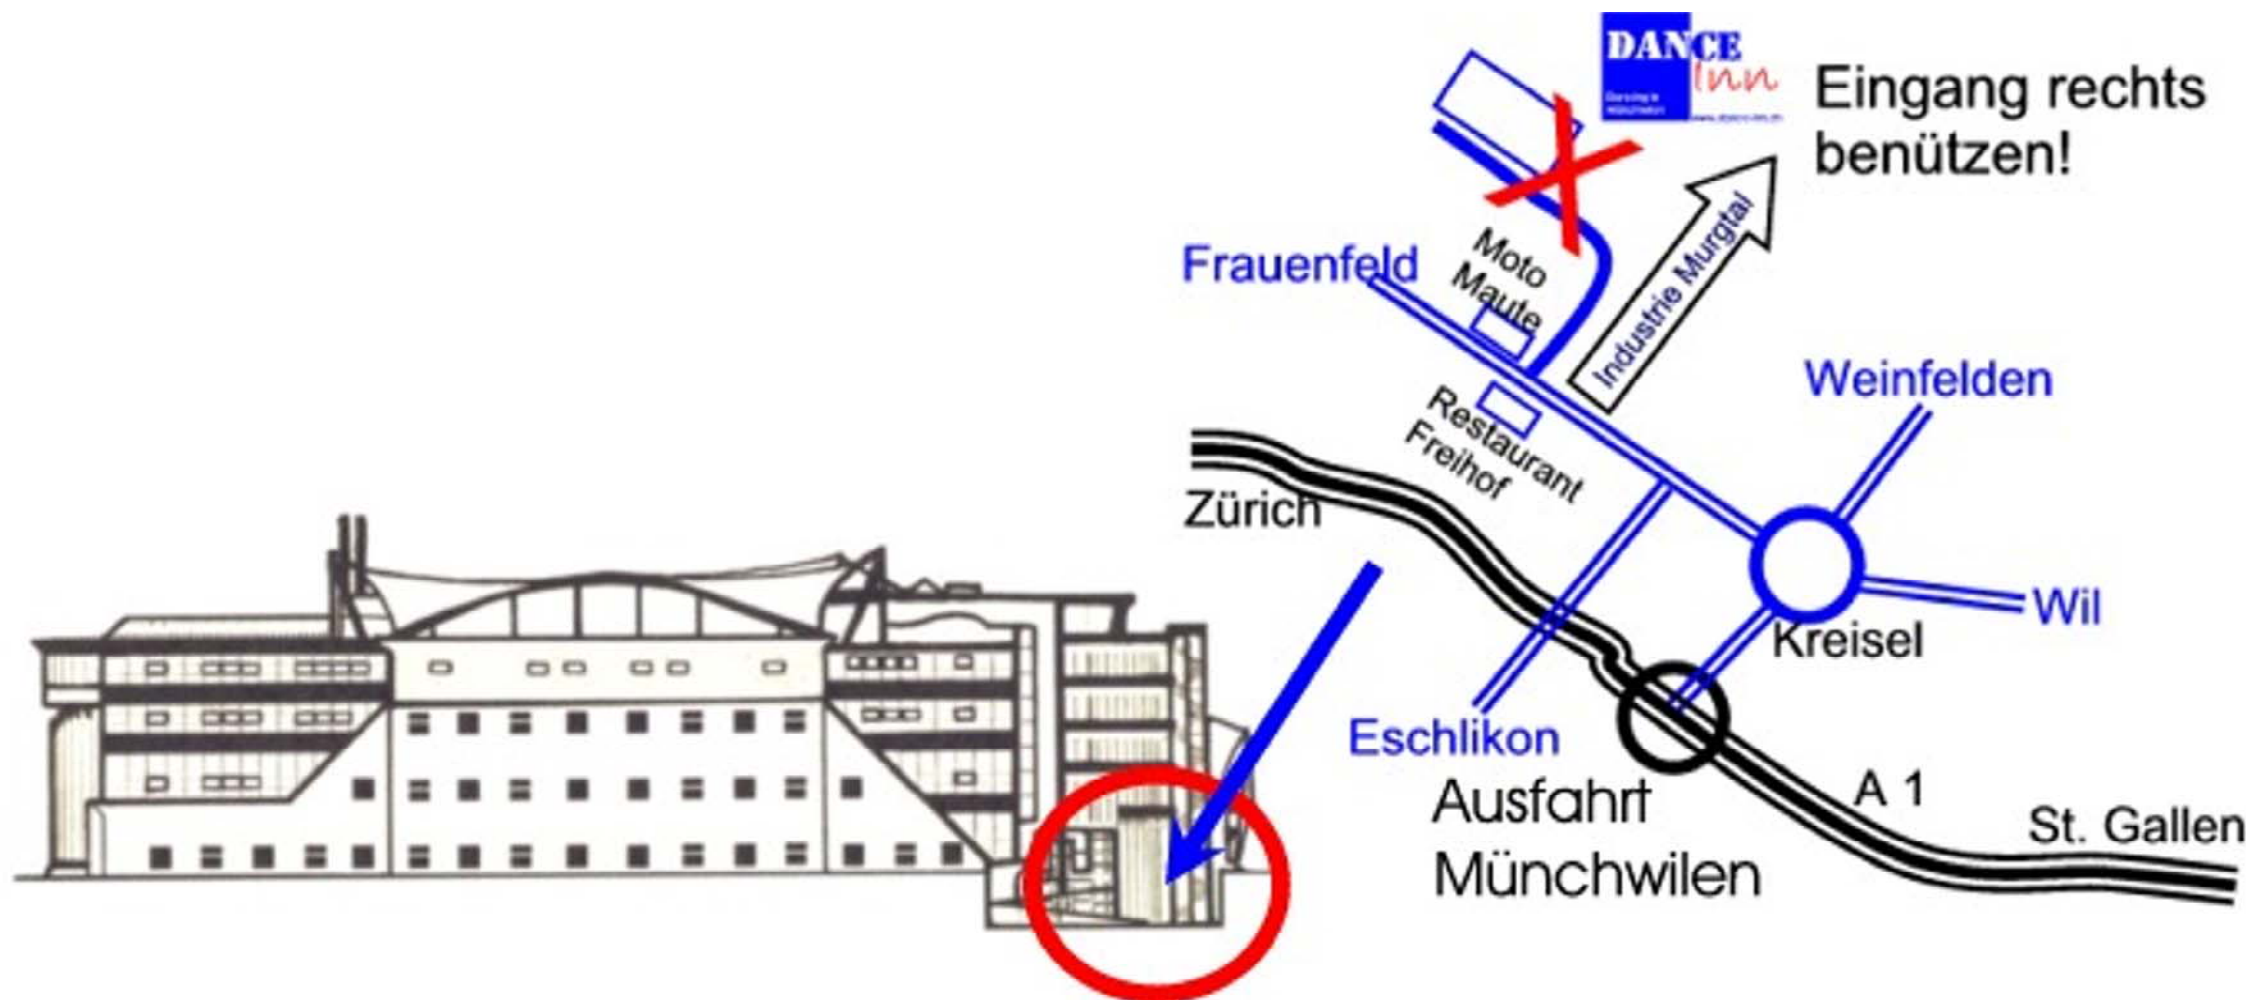 DANCE
Inn
Eingang rechts
benützen!
Industrie Murgtal
Moto
Maute
Frauenfeld
Weinfelden
Restaurant
Freihof
Zürich
Wil
Kreisel
Eschlikon
Ausfahrt
Münchwilen
A 1
St. Gallen